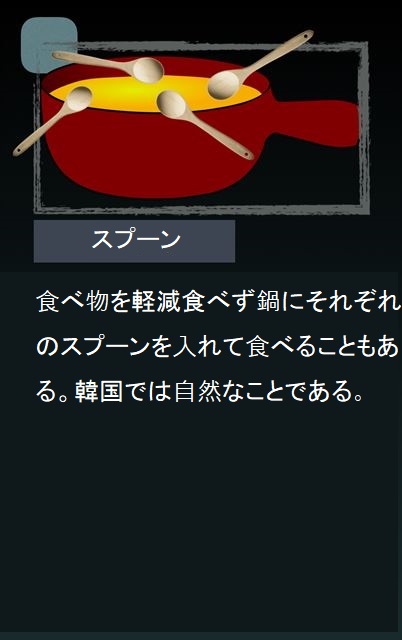 スプーン
食べ物を軽減食べず鍋にそれぞれ
のスプーンを入れて食べることもあ
る。韓国では自然なことである。